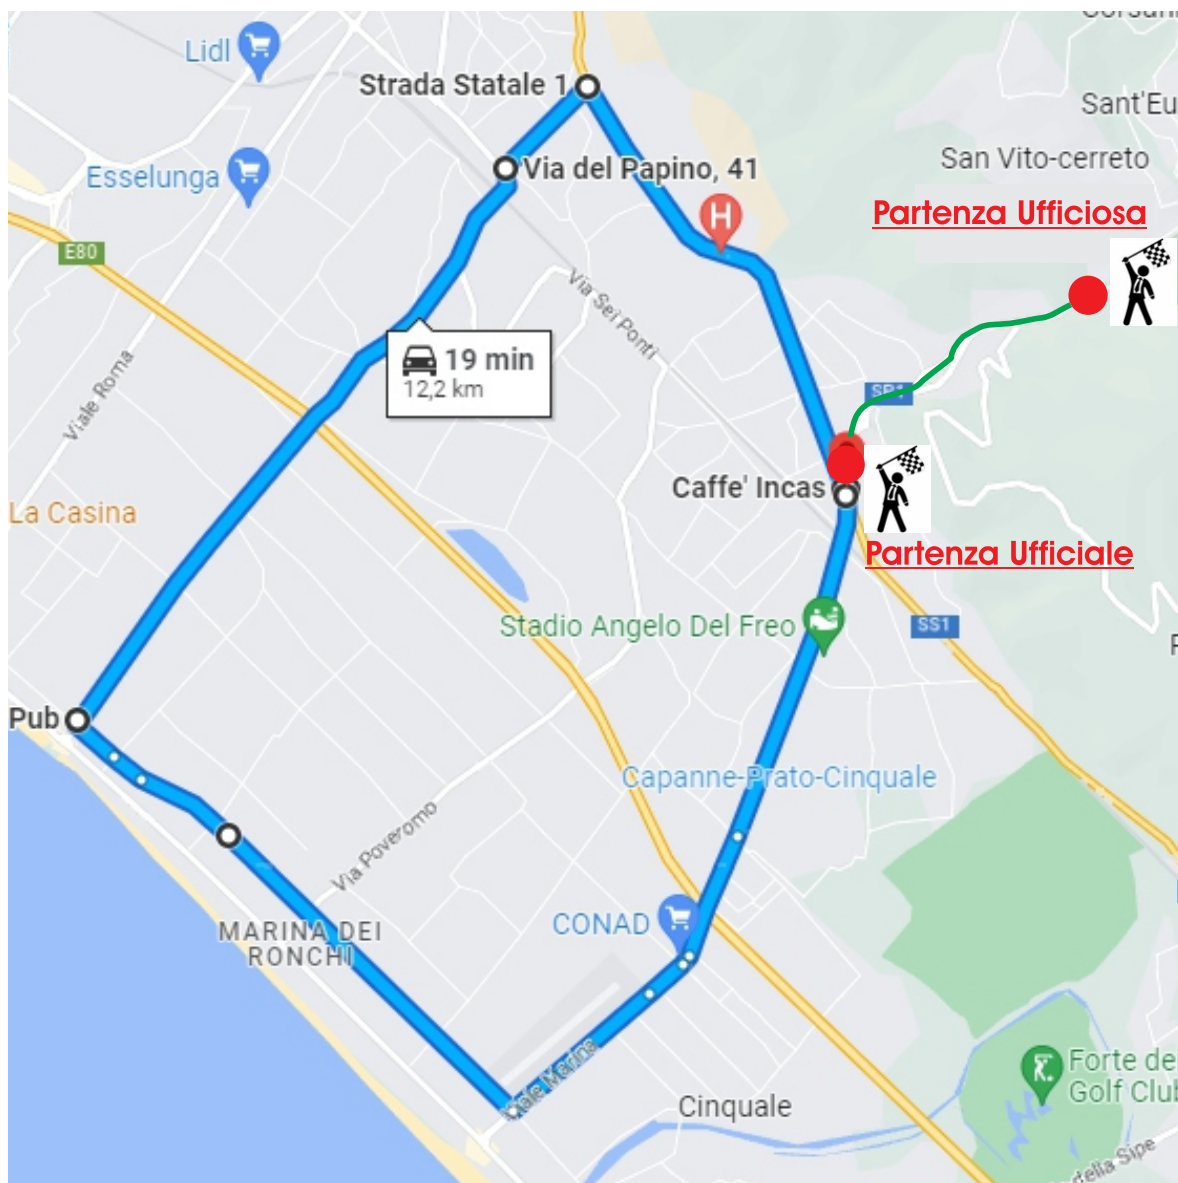 Lidl
Strada Statale 1
Sant'Eu
San Vito-cerreto
Via del Papino, 41
Esselunga
H
Partenza Ufficiosa
E80
Via Sei Ponti
19 min
12,2 km
Viale Roma
SP1
Caffe' Incas
La Casina
Partenza Ufficiale
Stadio Angelo Del Freo
SS1
Pub
Capanne-Prato-Cinquale
Via Poveromo
CONAD
MARINA DEI
RONCHI
Viale Marina
Forte de
Golf Club
Cinquale
della Sipe